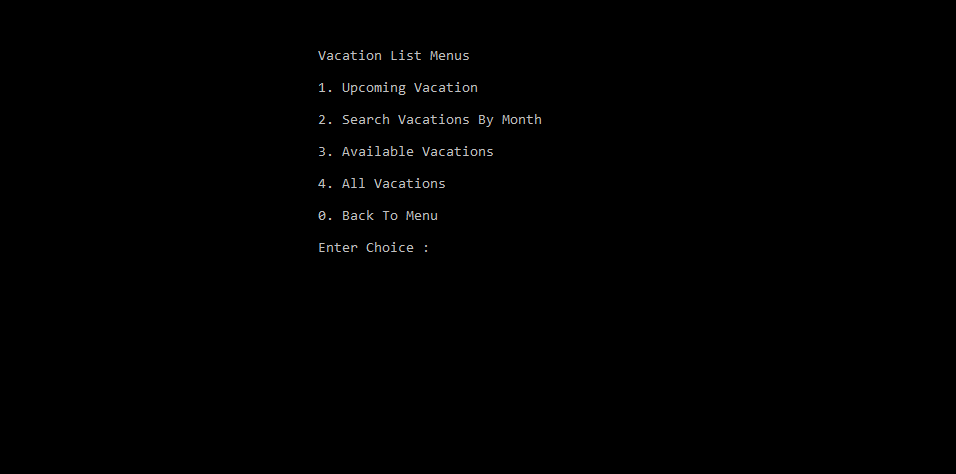 Vacation List Menus
1. Upcoming Vacation
2. Search Vacations By Month
3. Available Vacations
4. All Vacations
0. Back To Menu
Enter Choice :